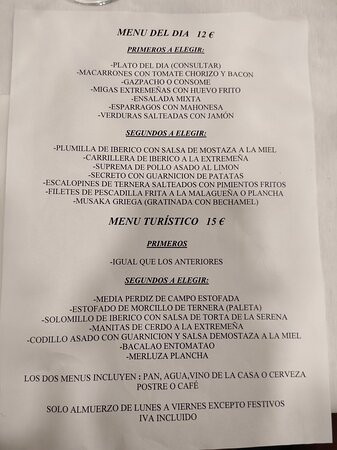 MENU DEL DIA 12 €
PRIMEROS A ELEGIR:
-PLATO DEL DIA (CONSULTAR)
-MACARRONES CON TOMATE CHORIZO Y BACON
-GAZPACHO O CONSOME
-MIGAS EXTREMEÑAS CON HUEVO FRITO
-ENSALADA MIXTA
-ESPARRAGOS CON MAHONESA
-VERDURAS SALTEADAS CON JAMÓN
SEGUNDOS A ELEGIR:
-PLUMILLA DE IBERICO CON SALSA DE MOSTAZA A LA MIEL
-CARRILLERA DE IBERICO A LA EXTREMEÑA
-SUPREMA DE POLLO ASADO AL LIMON
-SECRETO CON GUARNICION DE PATATAS
-ESCALOPINES DE TERNERA SALTEADOS CON PIMIENTOS FRITOS
-FILETES DE PESCADILLA FRITA A LA MALAGUEÑA O PLANCHA
-MUSAKA GRIEGA (GRATINADA CON BECHAMEL)
MENU TURÍSTICO 15 €
PRIMEROS
-IGUAL QUE LOS ANTERIORES
SEGUNDOS A ELEGIR:
-MEDIA PERDIZ DE CAMPO ESTOFADA
-ESTOFADO DE MORCILLO DE TERNERA (PALETA)
-SOLOMILLO DE IBERICO CON SALSA DE TORTA DE LA SERENA
-MANITAS DE CERDO A LA EXTREMEÑA
-CODILLO ASADO CON GUARNICION Y SALSA DEMOSTAZA A LA MIEL
-BACALAO ENTOMATAO
-MERLUZA PLANCHA
LOS DOS MENUS INCLUYEN : PAN, AGUA,VINO DE LA CASA O CERVEZA
POSTRE O CAFÉ
SOLO ALMUERZO DE LUNES A VIERNES EXCEPTO FESTIVOS
IVA INCLUIDO